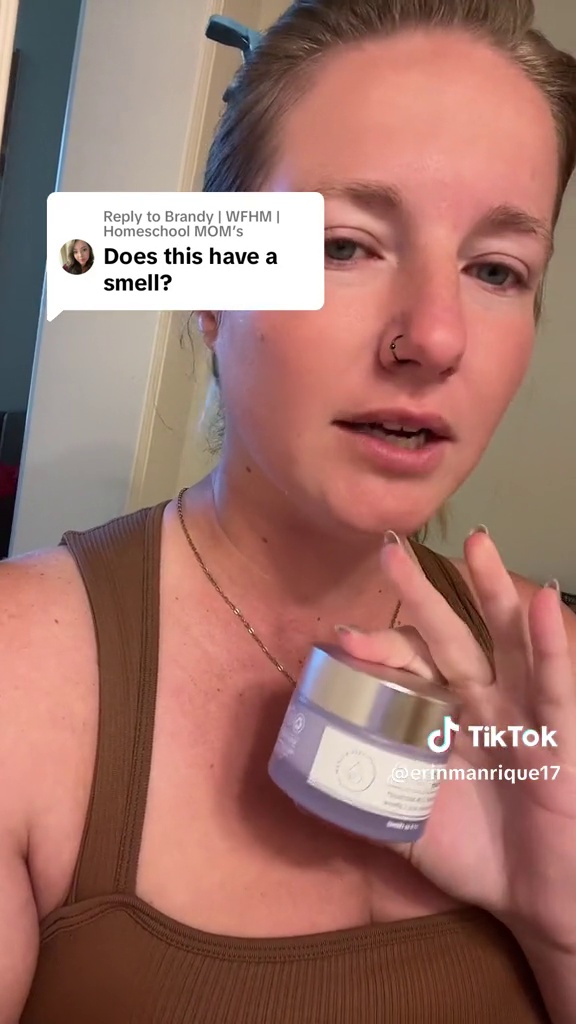 Reply to Brandy | WFHM |
Homeschool MOM's
Does this have a
smell?
TikTok
@erinmanrique17